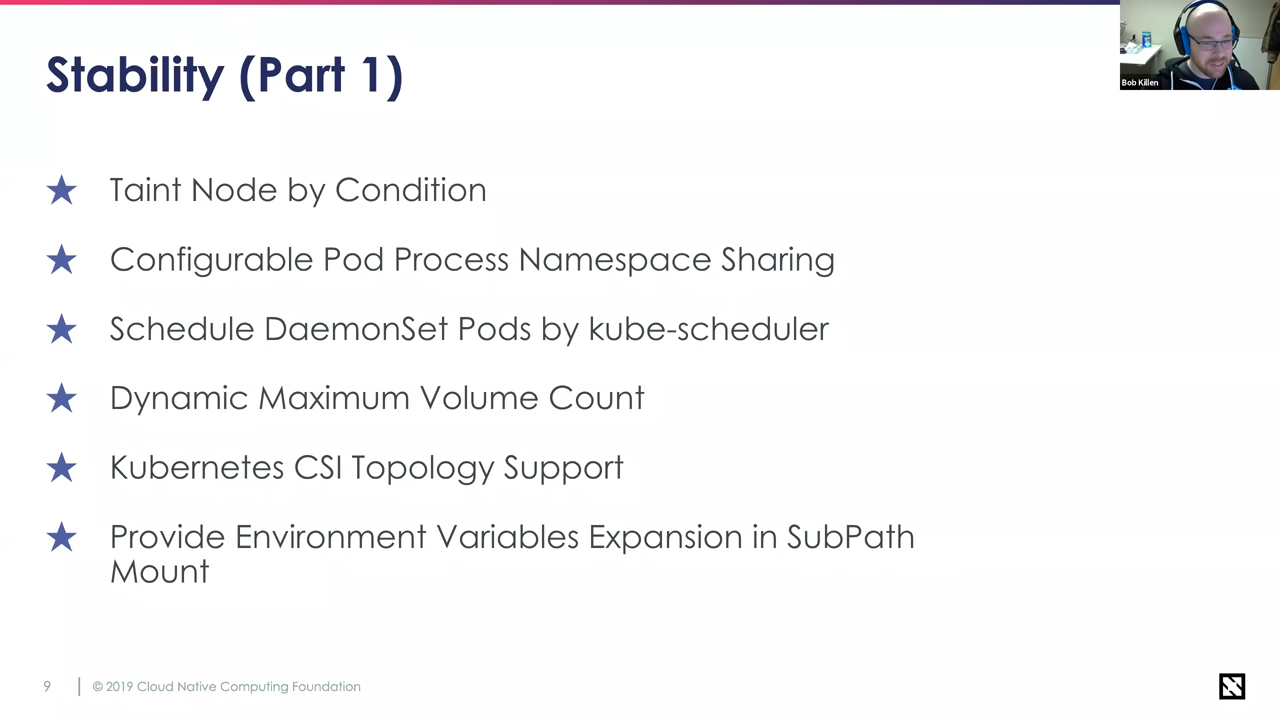 Stability (Part 1)
Bob Killen
Taint Node by Condition
Configurable Pod Process Namespace Sharing
Schedule DaemonSet Pods by kube-scheduler
Dynamic Maximum Volume Count
Kubernetes CSI Topology Support
Provide Environment Variables Expansion in SubPath
Mount
9
© 2019 Cloud Native Computing Foundation